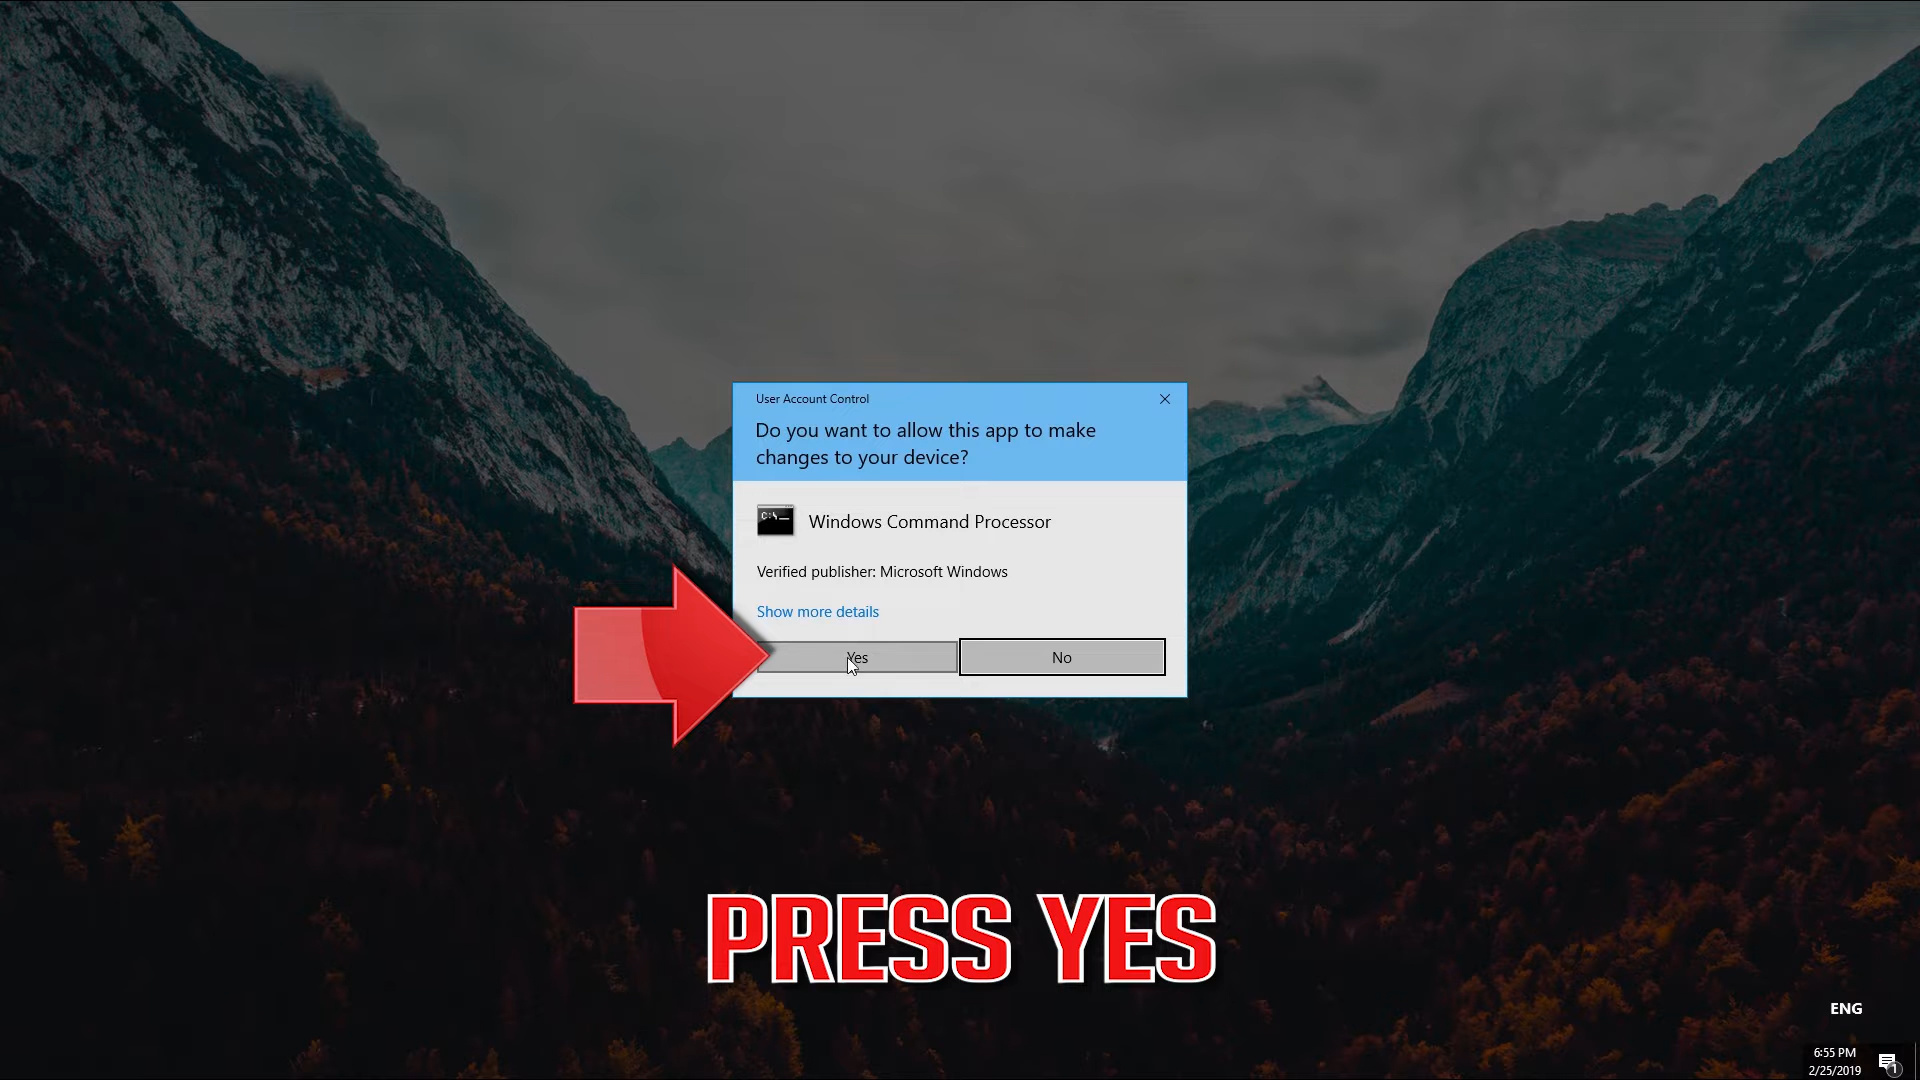 User Account Control
Do you want to allow this app to make
changes to your device?
C:\_
Windows Command Processor
Verified publisher: Microsoft Windows
Show more details
Yes
No
PRESS YES
ENG
6:55 PM
2/25/2019
1